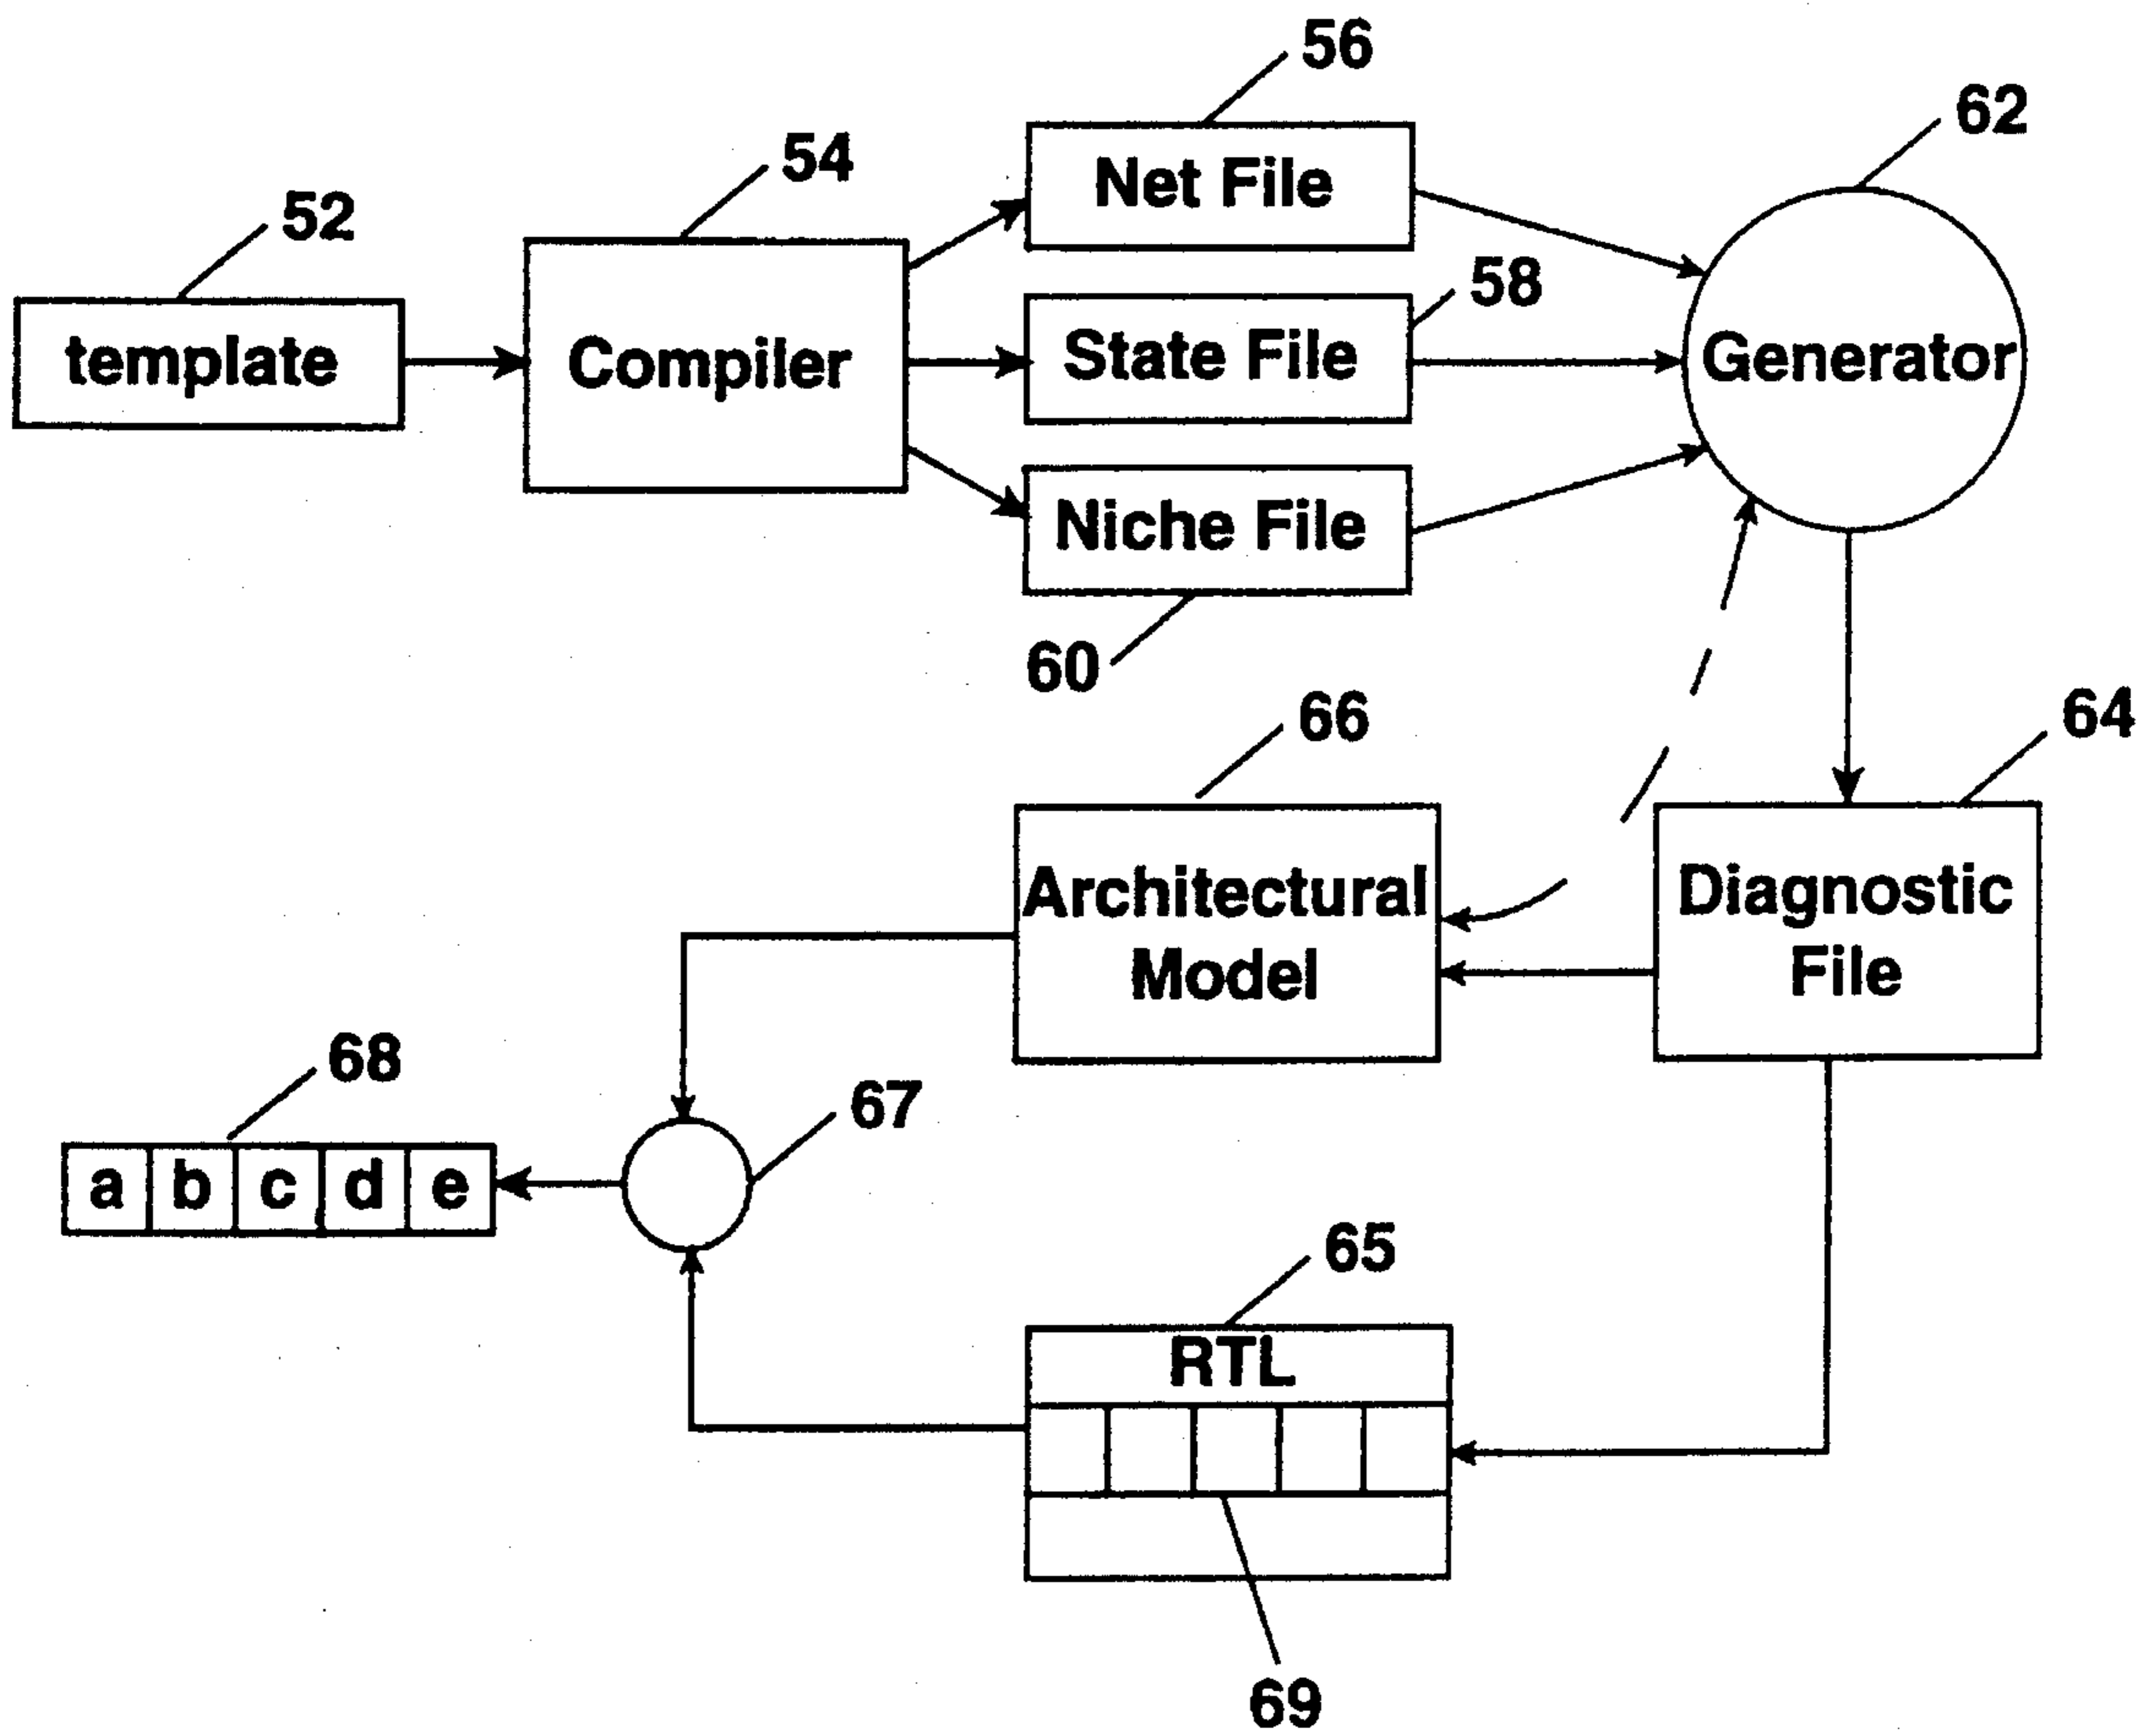 56
62
54
Net File
52
58
template
Compiler
State File
Generator
Niche File
60
66
64
Architectural
Model
Diagnostic
File
68
67
a b c d e
65
RTL
69